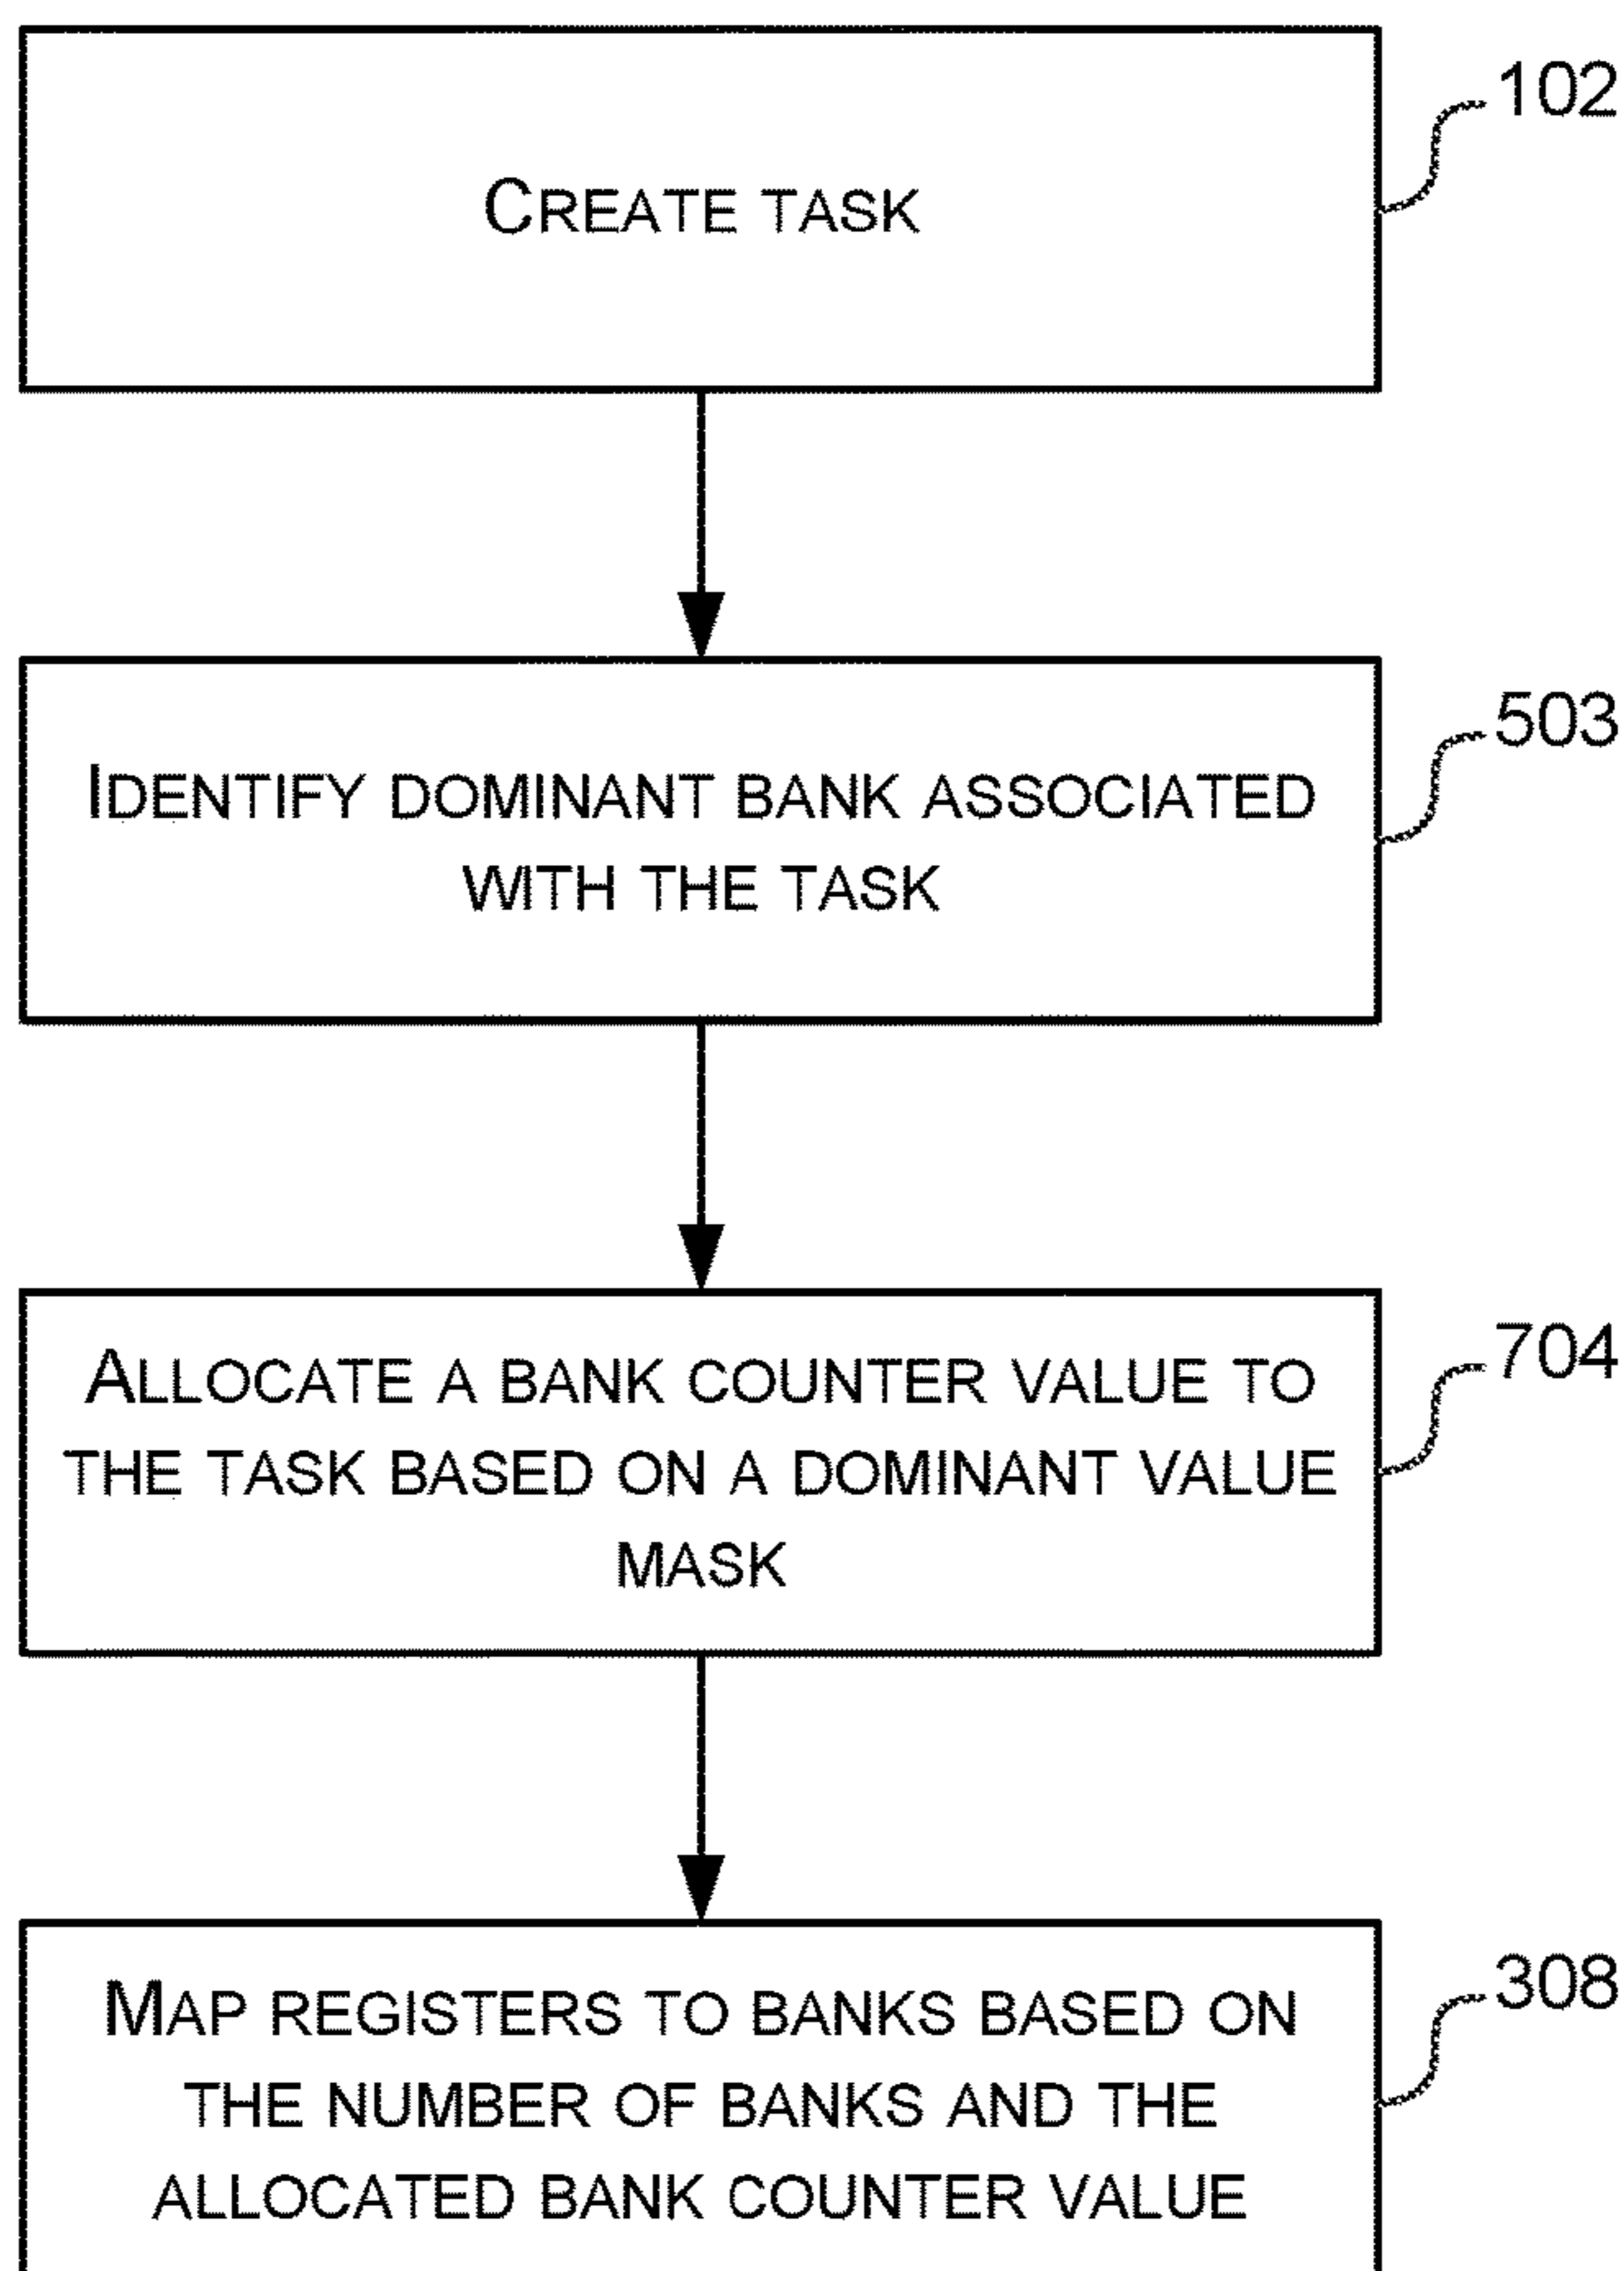 CREATE TASK
102
IDENTIFY DOMINANT BANK ASSOCIATED
WITH THE TASK
503
ALLOCATE A BANK COUNTER VALUE TO
THE TASK BASED ON A DOMINANT VALUE
MASK
704
MAP REGISTERS TO BANKS BASED ON
THE NUMBER OF BANKS AND THE
ALLOCATED BANK COUNTER VALUE
308